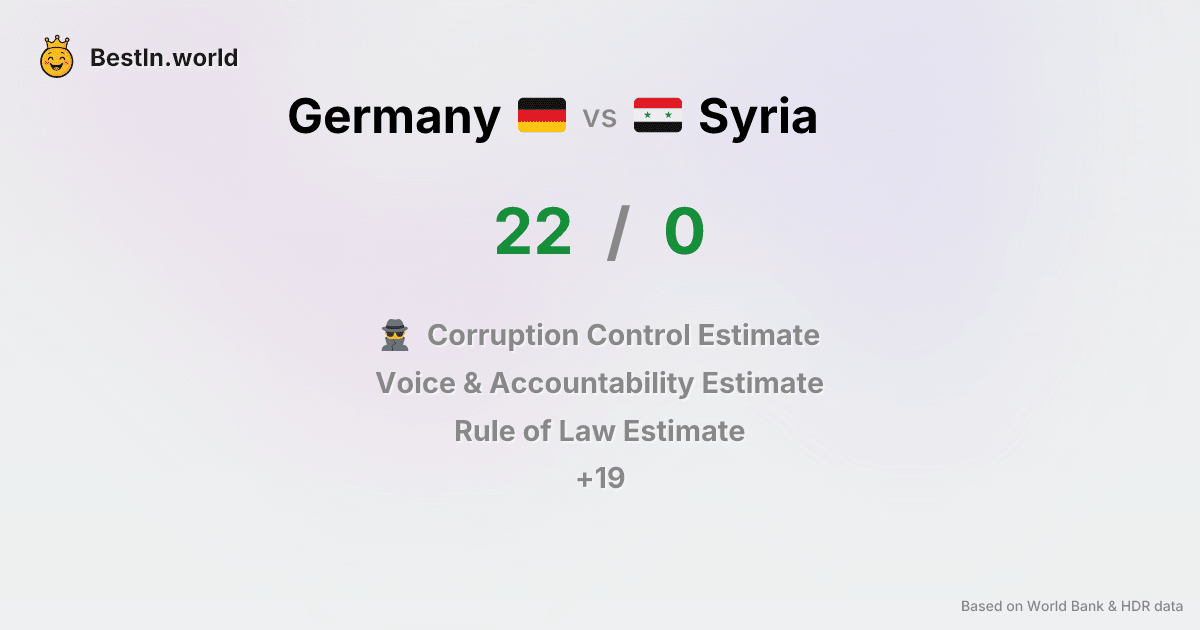 BestIn.world
Germany vs Syria
22 / 0
Corruption Control Estimate
Voice & Accountability Estimate
Rule of Law Estimate
+19
Based on World Bank & HDR data